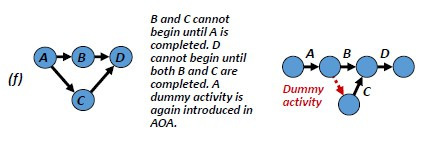 (f)
A
B
D
C
B and C cannot
begin until A is
completed. D
cannot begin until
both B and C are
completed. A
dummy activity is
again introduced in
AOA.
A B D
Dummy
activity
C